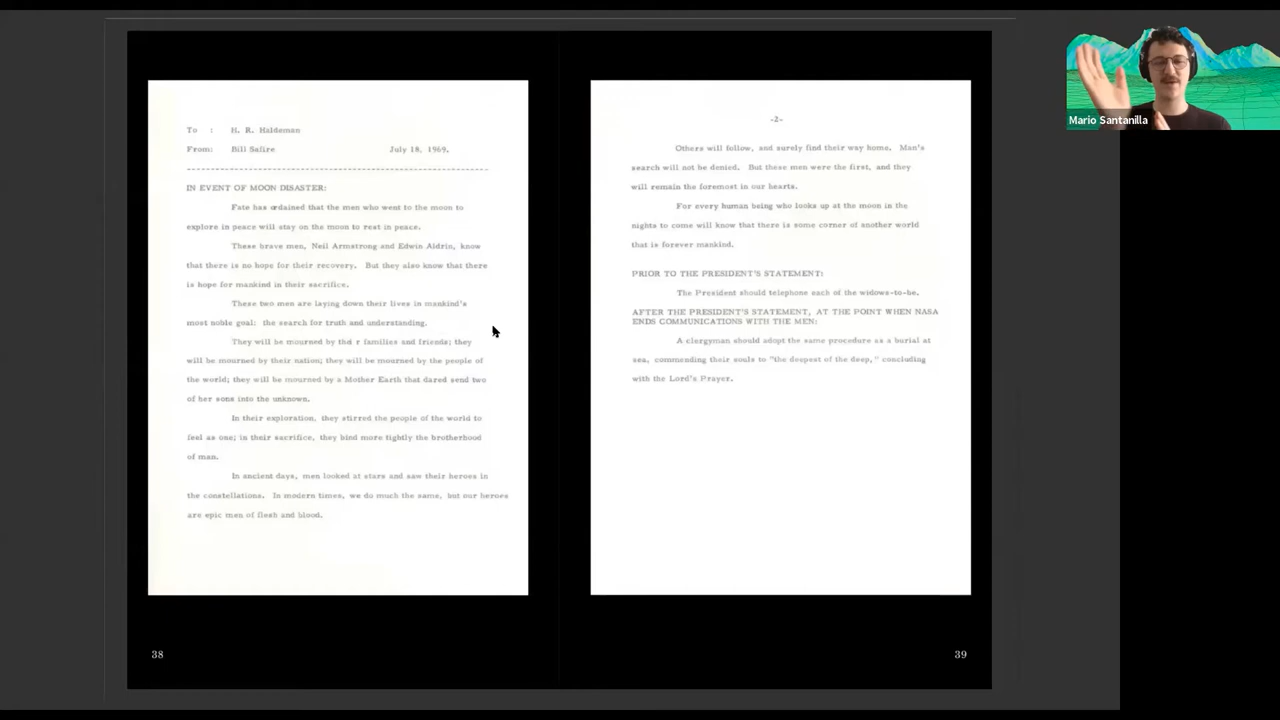 To : H. R. Haldeman
From: Bill Safire July 18, 1969.
IN EVENT OF MOON DISASTER:
Fate has ordained that the men who went to the moon to
explore in peace will stay on the moon to rest in peace.
These brave men, Neil Armstrong and Edwin Aldrin, know
that there is no hope for their recovery. But they also know that there
is hope for mankind in their sacrifice.
These two men are laying down their lives in mankind's
most noble goal: the search for truth and understanding.
They will be mourned by thei r families and friends; they
will be mourned by their nation; they will be mourned by the people of
the world; they will be mourned by a Mother Earth that dared send two
of her sons into the unknown.
In their exploration, they stirred the people of the world to
feel as one; in their sacrifice, they bind more tightly the brotherhood
of man.
In ancient days, men looked at stars and saw their heroes in
the constellations. In modern times, we do much the same, but our heroes
are epic men of flesh and blood.
38
-2-
Others will follow, and surely find their way home. Man's
search will not be denied. But these men were the first, and they
will remain the foremost in our hearts.
For every human being who looks up at the moon in the
nights to come will know that there is some corner of another world
that is forever mankind.
PRIOR TO THE PRESIDENT'S STATEMENT:
The President should telephone each of the widows-to-be.
AFTER THE PRESIDENT'S STATEMENT, AT THE POINT WHEN NASA
ENDS COMMUNICATIONS WITH THE MEN:
A clergyman should adopt the same procedure as a burial at
sea, commending their souls to "the deepest of the deep," concluding
with the Lord's Prayer.
39
Mario Santanilla